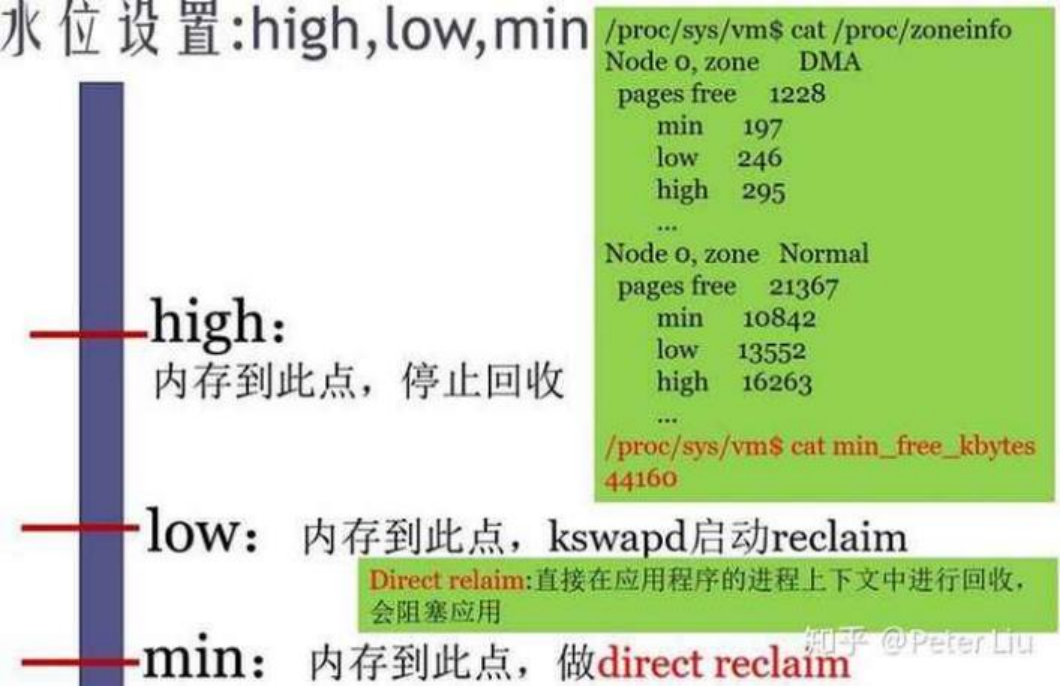 水位设置:high,low,min
/proc/sys/vm$ cat /proc/zoneinfo
Node 0, zone DMA
pages free 1228
min 197
low 246
high 295
...
Node 0, zone Normal
pages free 21367
min 10842
low 13552
high 16263
...
/proc/sys/vm$ cat min_free_kbytes
44160
high：
内存到此点，停止回收
low： 内存到此点，kswapd启动reclaim
Direct relaim:直接在应用程序的进程上下文中进行回收，
会阻塞应用
min： 内存到此点，做direct reclaim
知乎 @Peter Liu